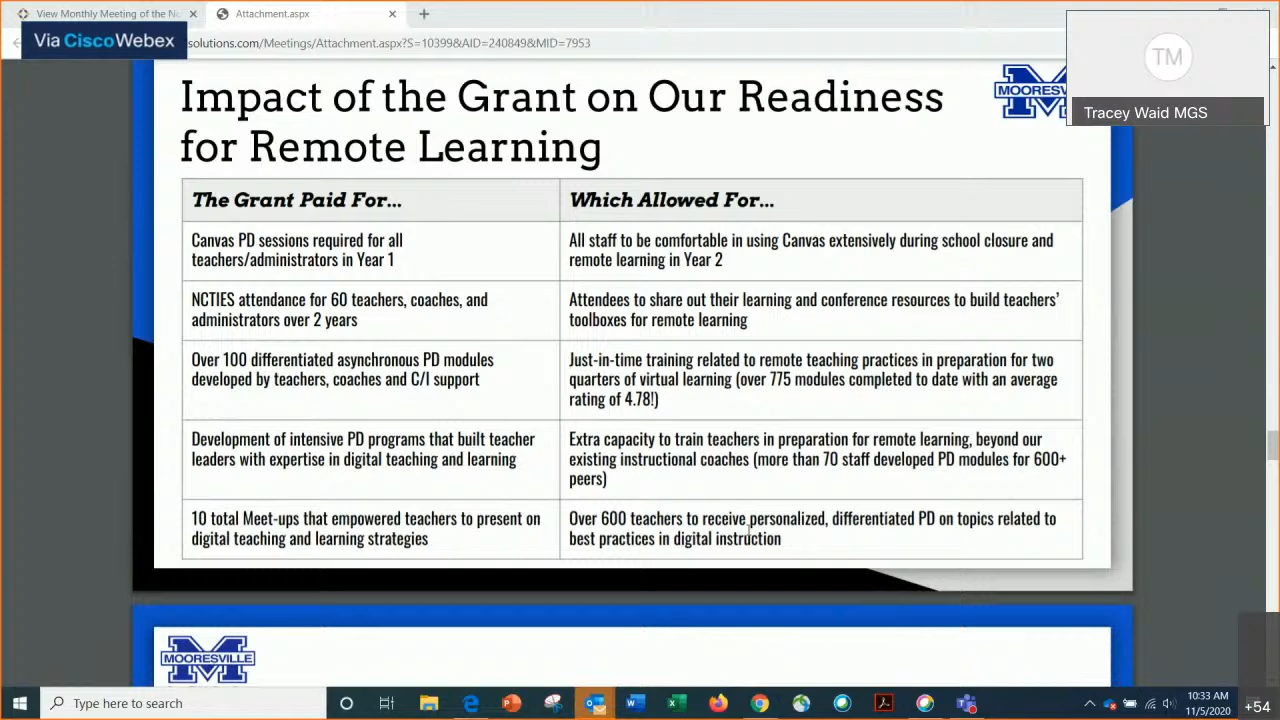 View Monthly Meeting of the No
Attachment.aspx
Via CiscoWebex
solutions.com/Meetings/Attachment.aspx?S=10399&AID=240849&MID=7953
TM
Tracey Waid MGS
Impact of the Grant on Our Readiness
for Remote Learning
M
MOORESV
The Grant Paid For...
Which Allowed For...
Canvas PD sessions required for all
teachers/administrators in Year 1
All staff to be comfortable in using Canvas extensively during school closure and
remote learning in Year 2
NCTIES attendance for 60 teachers, coaches, and
administrators over 2 years
Attendees to share out their learning and conference resources to build teachers’
toolboxes for remote learning
Over 100 differentiated asynchronous PD modules
developed by teachers, coaches and C/I support
Just-in-time training related to remote teaching practices in preparation for two
quarters of virtual learning (over 775 modules completed to date with an average
rating of 4.78!)
Development of intensive PD programs that built teacher
leaders with expertise in digital teaching and learning
Extra capacity to train teachers in preparation for remote learning, beyond our
existing instructional coaches (more than 70 staff developed PD modules for 600+
peers)
10 total Meet-ups that empowered teachers to present on
digital teaching and learning strategies
Over 600 teachers to receive personalized, differentiated PD on topics related to
best practices in digital instruction
M
MOORESVILLE
Type here to search
10:33 AM
11/5/2020
+54